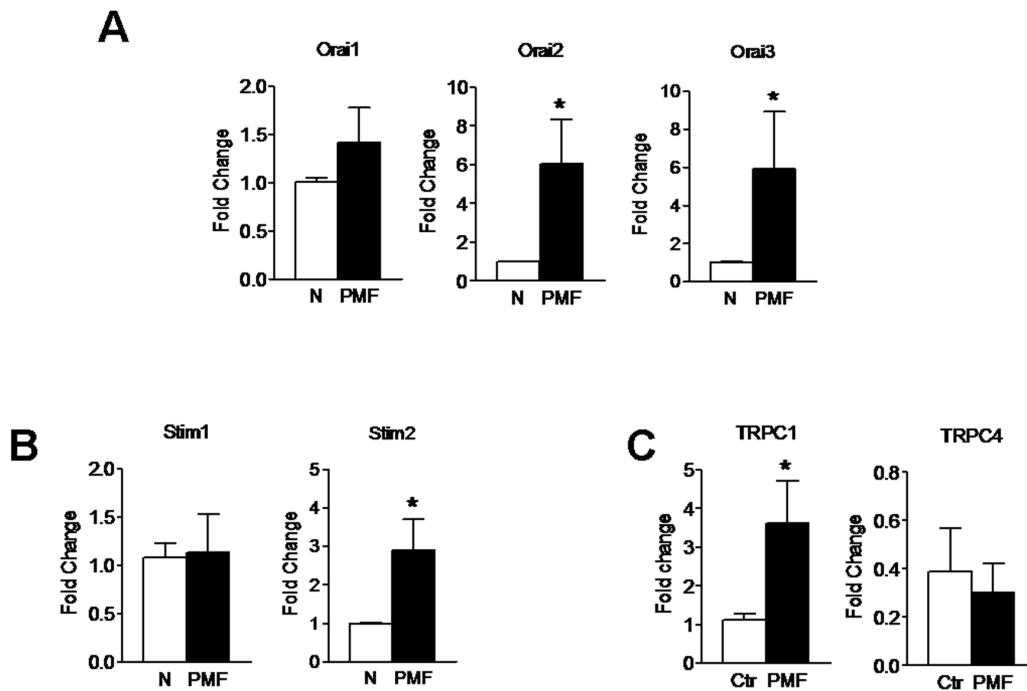 A
Orai1
Orai2
Orai3
Fold Change
2.0
1.5
1.0
0.5
0.0
N PMF
Fold Change
10
8
6
4
2
0
*
N PMF
Fold Change
10
8
6
4
2
0
*
N PMF
B
Stim1
Stim2
Fold Change
2.0
1.5
1.0
0.5
0.0
N PMF
Fold Change
5
4
3
2
1
0
*
N PMF
C
TRPC1
TRPC4
Fold change
5
4
3
2
1
0
*
Ctr PMF
Fold Change
0.8
0.6
0.4
0.2
0.0
Ctr PMF